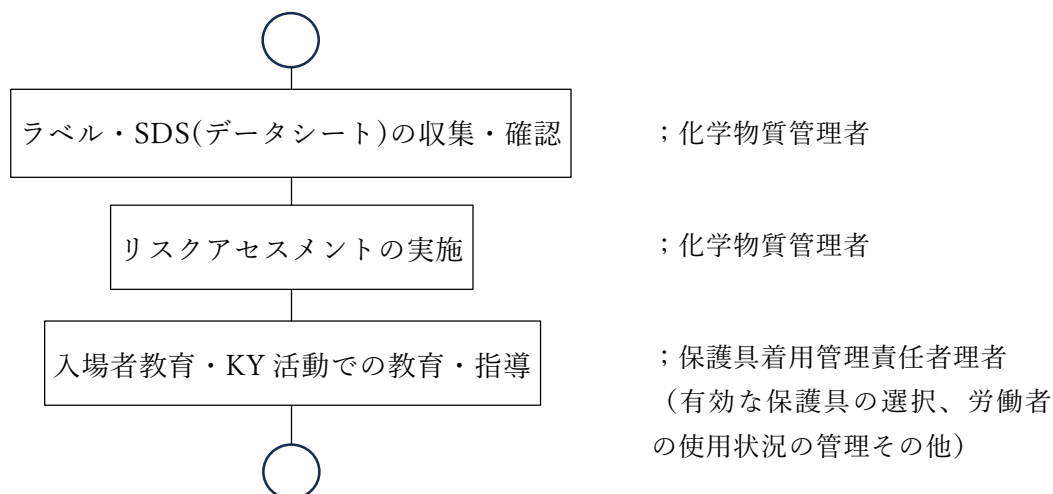 ラベル・SDS(データシート)の収集・確認
；化学物質管理者
リスクアセスメントの実施
；化学物質管理者
入場者教育・KY 活動での教育・指導
；保護具着用管理責任者理者
（有効な保護具の選択、労働者
の使用状況の管理その他）